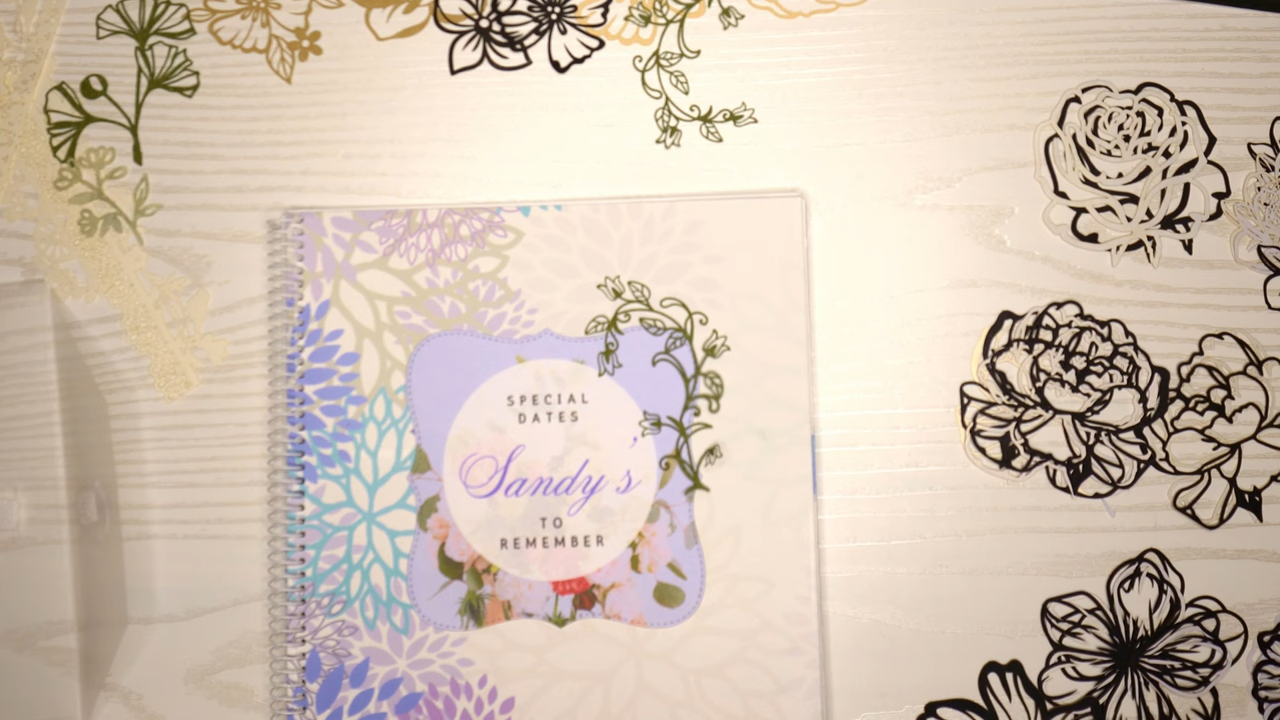 SPECIAL
DATES
Sandy's'
TO
REMEMBER